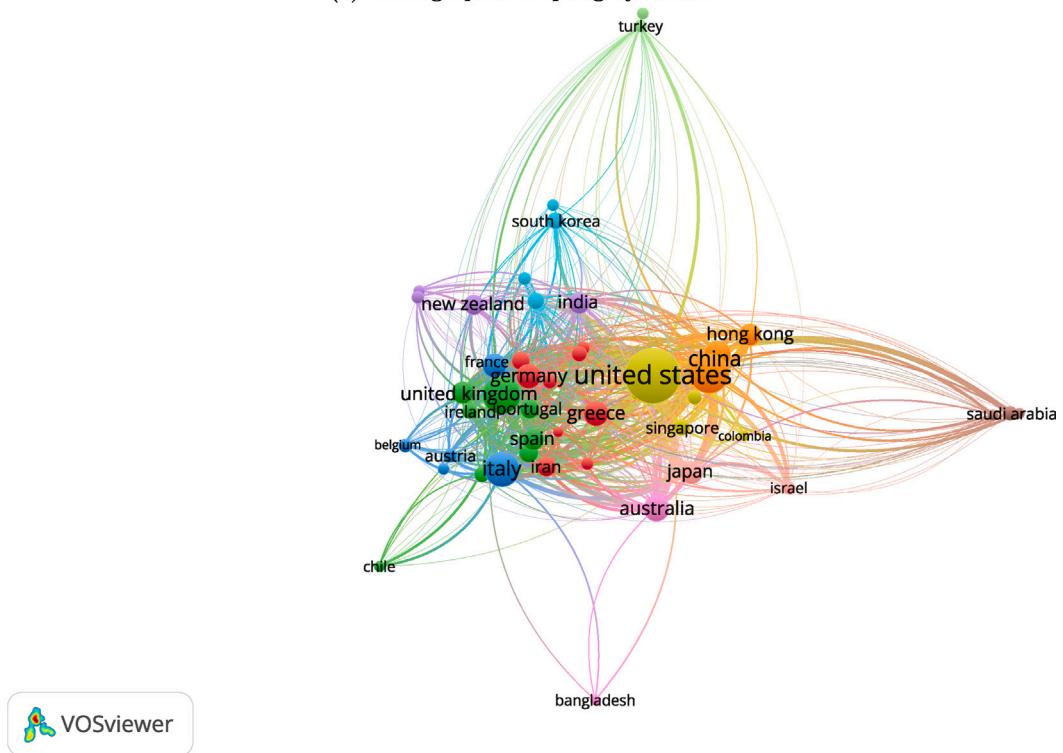 turkey
south korea
new zealand
india
hong kong
france
china
germany
united states
united kingdom
ireland
portugal
greece
saudi arabia
singapore
colombia
spain
belgium
austria
italy
iran
japan
israel
australia
chile
bangladesh
VOSviewer